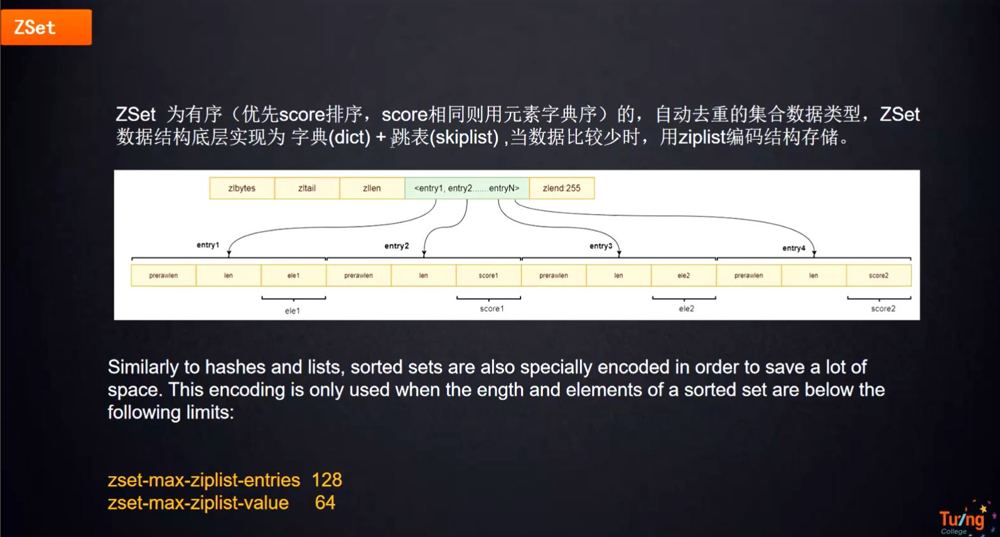 ZSet
ZSet 为有序（优先score排序，score相同则用元素字典序）的，自动去重的集合数据类型，ZSet
数据结构底层实现为 字典(dict) + 跳表(skiplist) ,当数据比较少时，用ziplist编码结构存储。
zlbytes zltail zllen <entry1, entry2.......entryN> zlend:255
entry1 entry2 entry3 entry4
prerawlen len ele1 prerawlen len score1 prerawlen len ele2 prerawlen len score2
ele1 score1 ele2 score2
Similarly to hashes and lists, sorted sets are also specially encoded in order to save a lot of
space. This encoding is only used when the ength and elements of a sorted set are below the
following limits:
zset-max-ziplist-entries 128
zset-max-ziplist-value 64
Turing
College